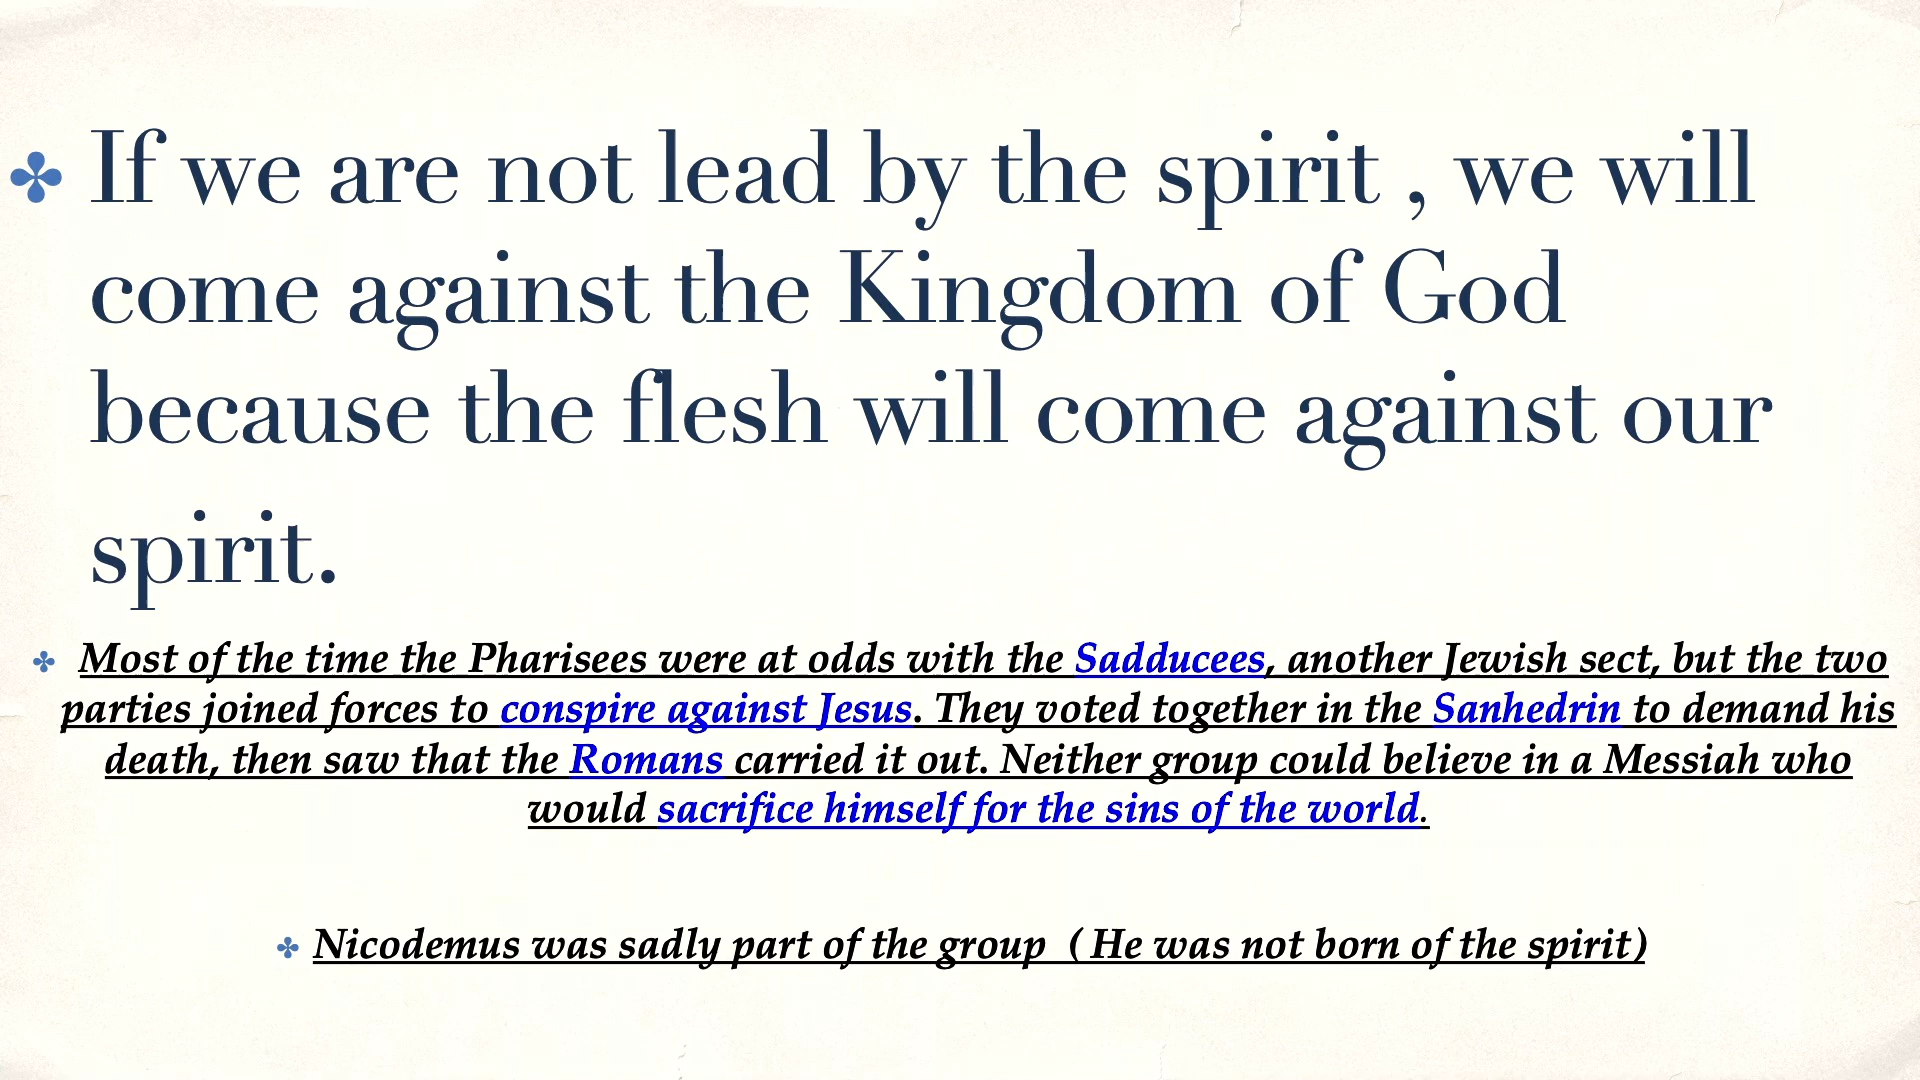 If we are not lead by the spirit , we will
come against the Kingdom of God
because the flesh will come against our
spirit.
Most of the time the Pharisees were at odds with the Sadducees, another Jewish sect, but the two
parties joined forces to conspire against Jesus. They voted together in the Sanhedrin to demand his
death, then saw that the Romans carried it out. Neither group could believe in a Messiah who
would sacrifice himself for the sins of the world.
Nicodemus was sadly part of the group ( He was not born of the spirit)